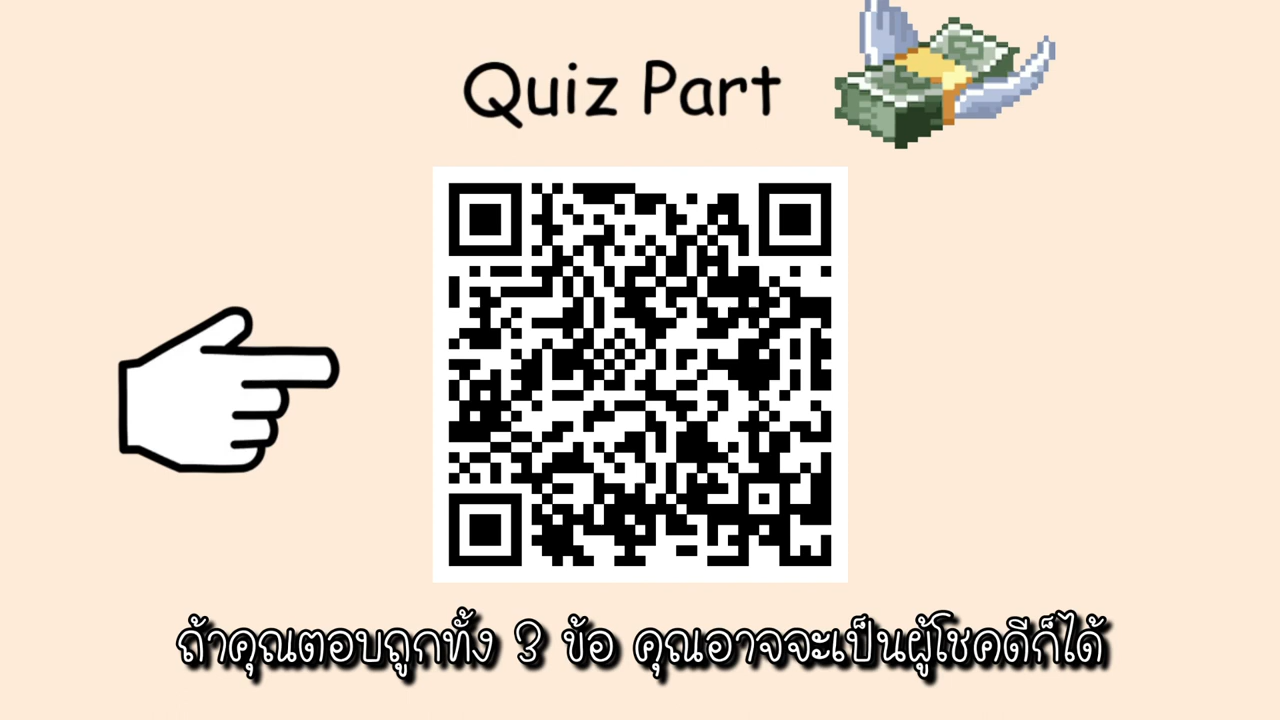 Quiz Part
ถ้าคุณตอบถูกทั้ง 3 ข้อ คุณอาจจะเป็นผู้โชคดีก็ได้